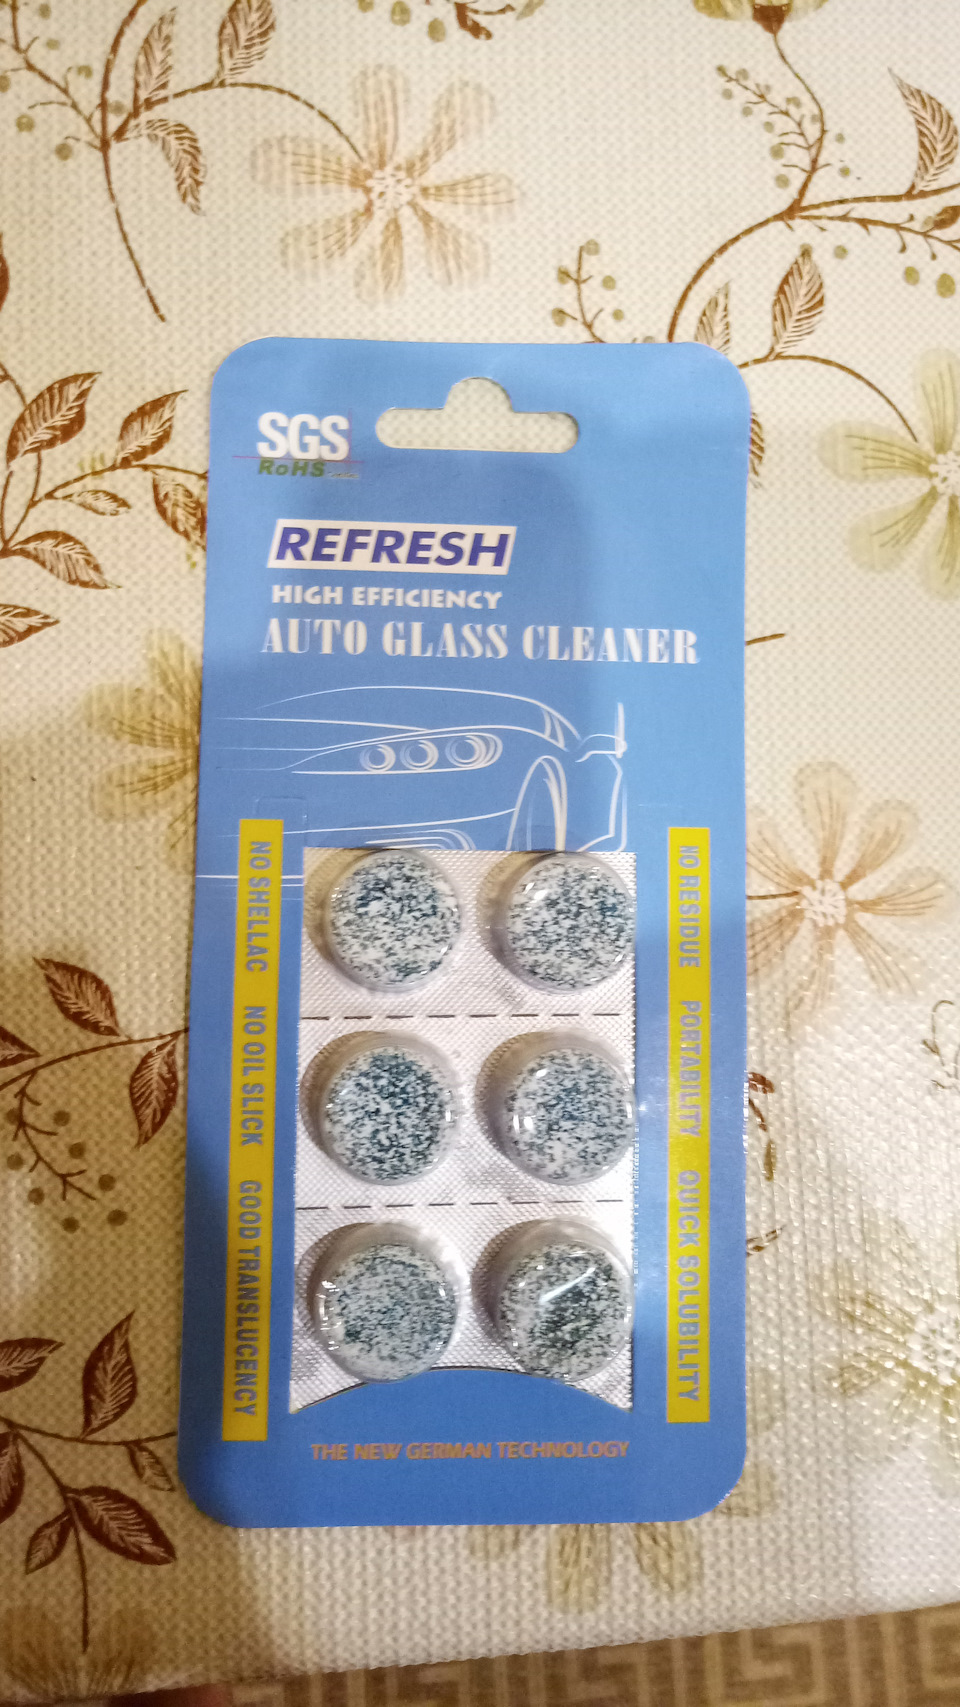 SGS
RoHS
REFRESH
HIGH EFFICIENCY
AUTO GLASS CLEANER
NO SHELLAC NO OIL SLICK GOOD TRANSLUCENCY
NO RESIDUE PORTABILITY QUICK SOLUBILITY
THE NEW GERMAN TECHNOLOGY